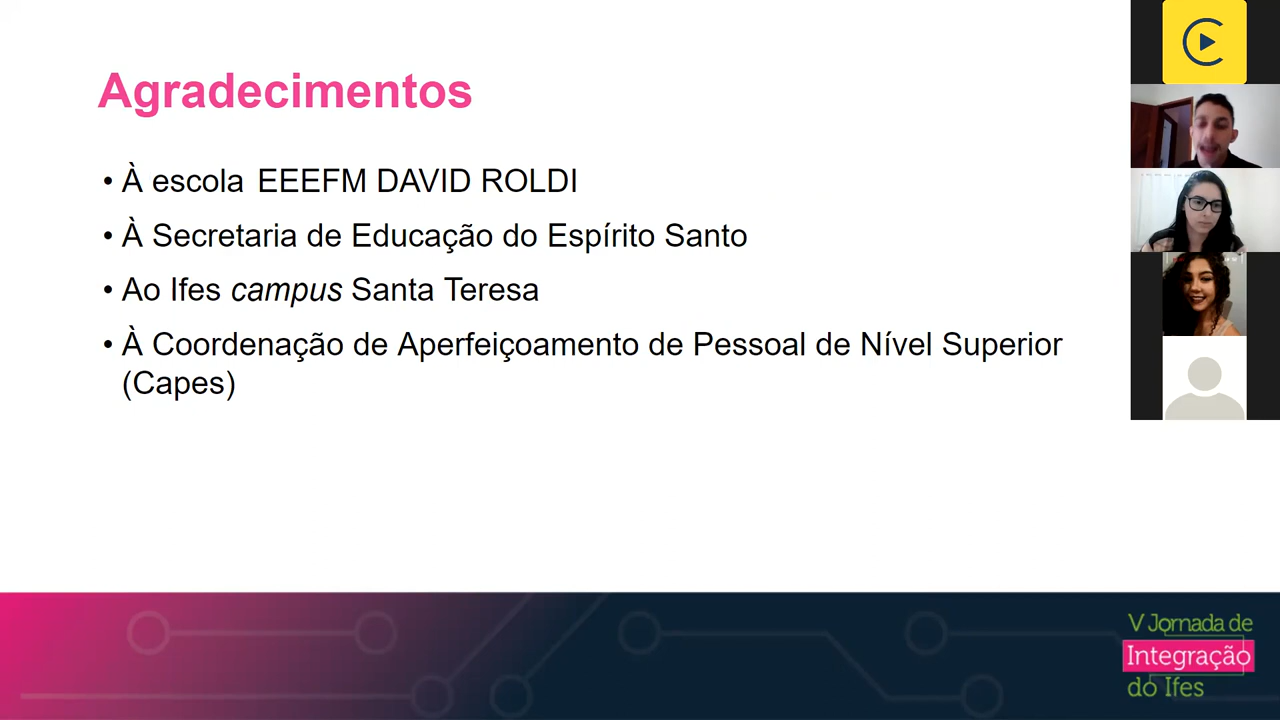 Agradecimentos
• À escola EEEFM DAVID ROLDI
• À Secretaria de Educação do Espírito Santo
• Ao Ifes campus Santa Teresa
• À Coordenação de Aperfeiçoamento de Pessoal de Nível Superior
(Capes)
V Jornada de
Integração
do Ifes